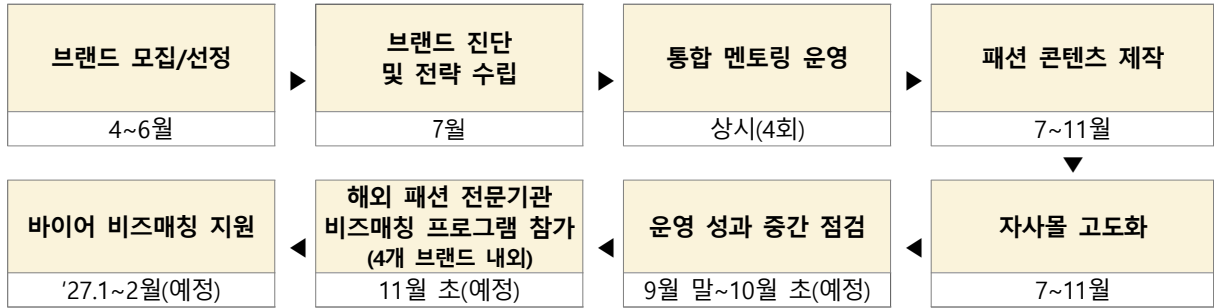 브랜드 모집/선정
4~6월
▶
브랜드 진단
및 전략 수립
7월
▶
통합 멘토링 운영
상시(4회)
▶
패션 콘텐츠 제작
7~11월
▼
자사몰 고도화
7~11월
◀
운영 성과 중간 점검
9월 말~10월 초(예정)
◀
해외 패션 전문기관
비즈매칭 프로그램 참가
(4개 브랜드 내외)
11월 초(예정)
◀
바이어 비즈매칭 지원
'27.1~2월(예정)